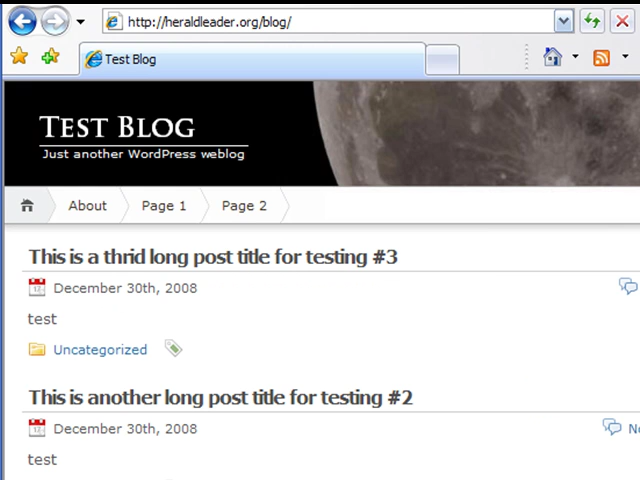 http://heraldleader.org/blog/
Test Blog
TEST BLOG
Just another WordPress weblog
About Page 1 Page 2
This is a thrid long post title for testing #3
December 30th, 2008
test
Uncategorized
This is another long post title for testing #2
December 30th, 2008
test